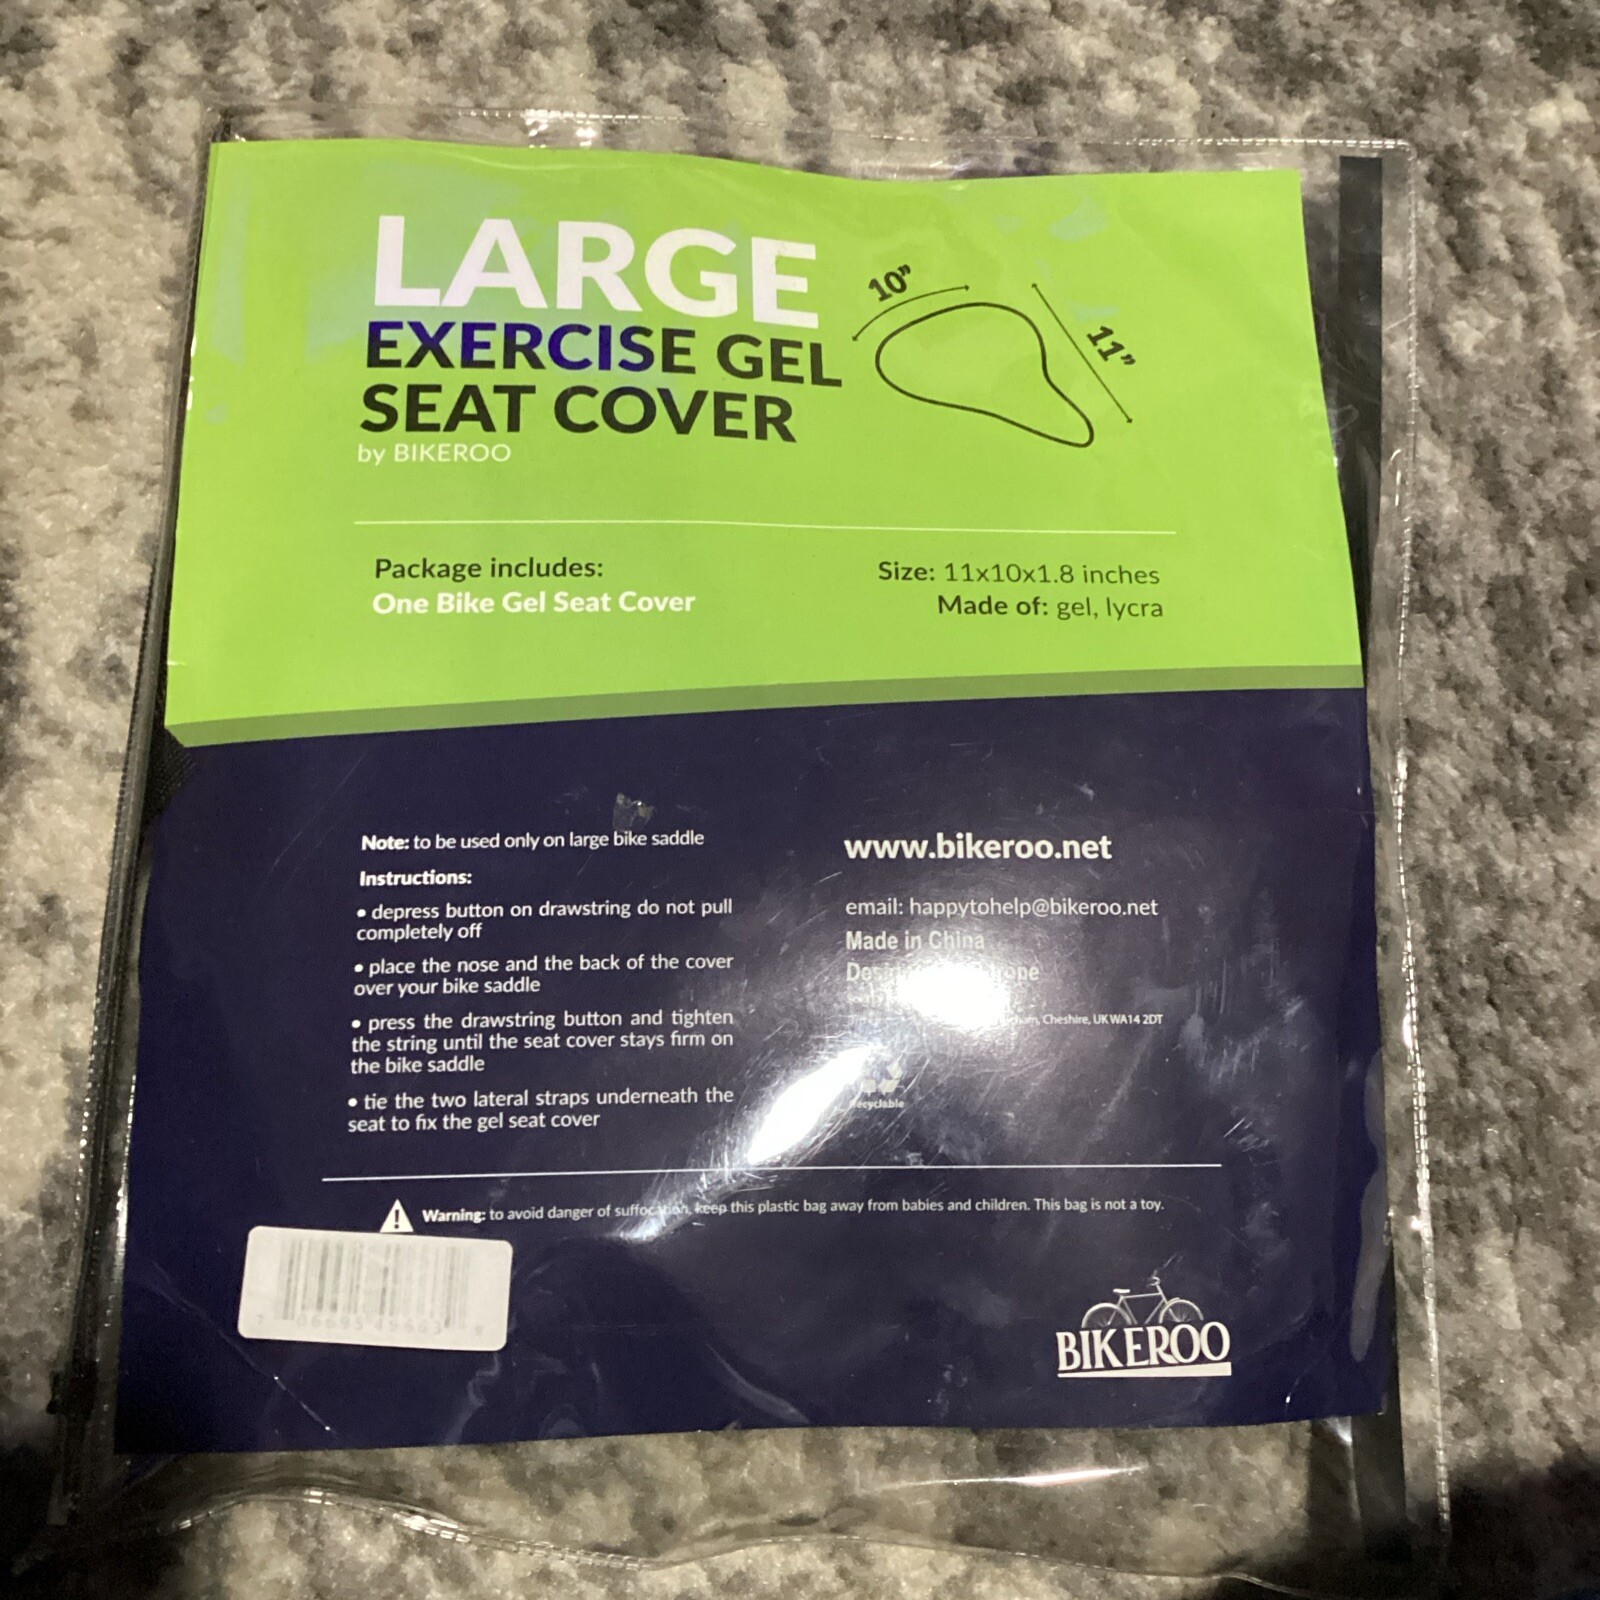 LARGE
EXERCISE GEL
SEAT COVER
by BIKEROO
10”
11”
Package includes:
One Bike Gel Seat Cover
Size: 11x10x1.8 inches
Made of: gel, lycra
Note: to be used only on large bike saddle
Instructions:
• depress button on drawstring do not pull
completely off
• place the nose and the back of the cover
over your bike saddle
• press the drawstring button and tighten
the string until the seat cover stays firm on
the bike saddle
• tie the two lateral straps underneath the
seat to fix the gel seat cover
www.bikeroo.net
email: happytohelp@bikeroo.net
Made in China
Cheshire, UK WA14 2DT
Recyclable
Warning: to avoid danger of suffocation, keep this plastic bag away from babies and children. This bag is not a toy.
BIKEROO